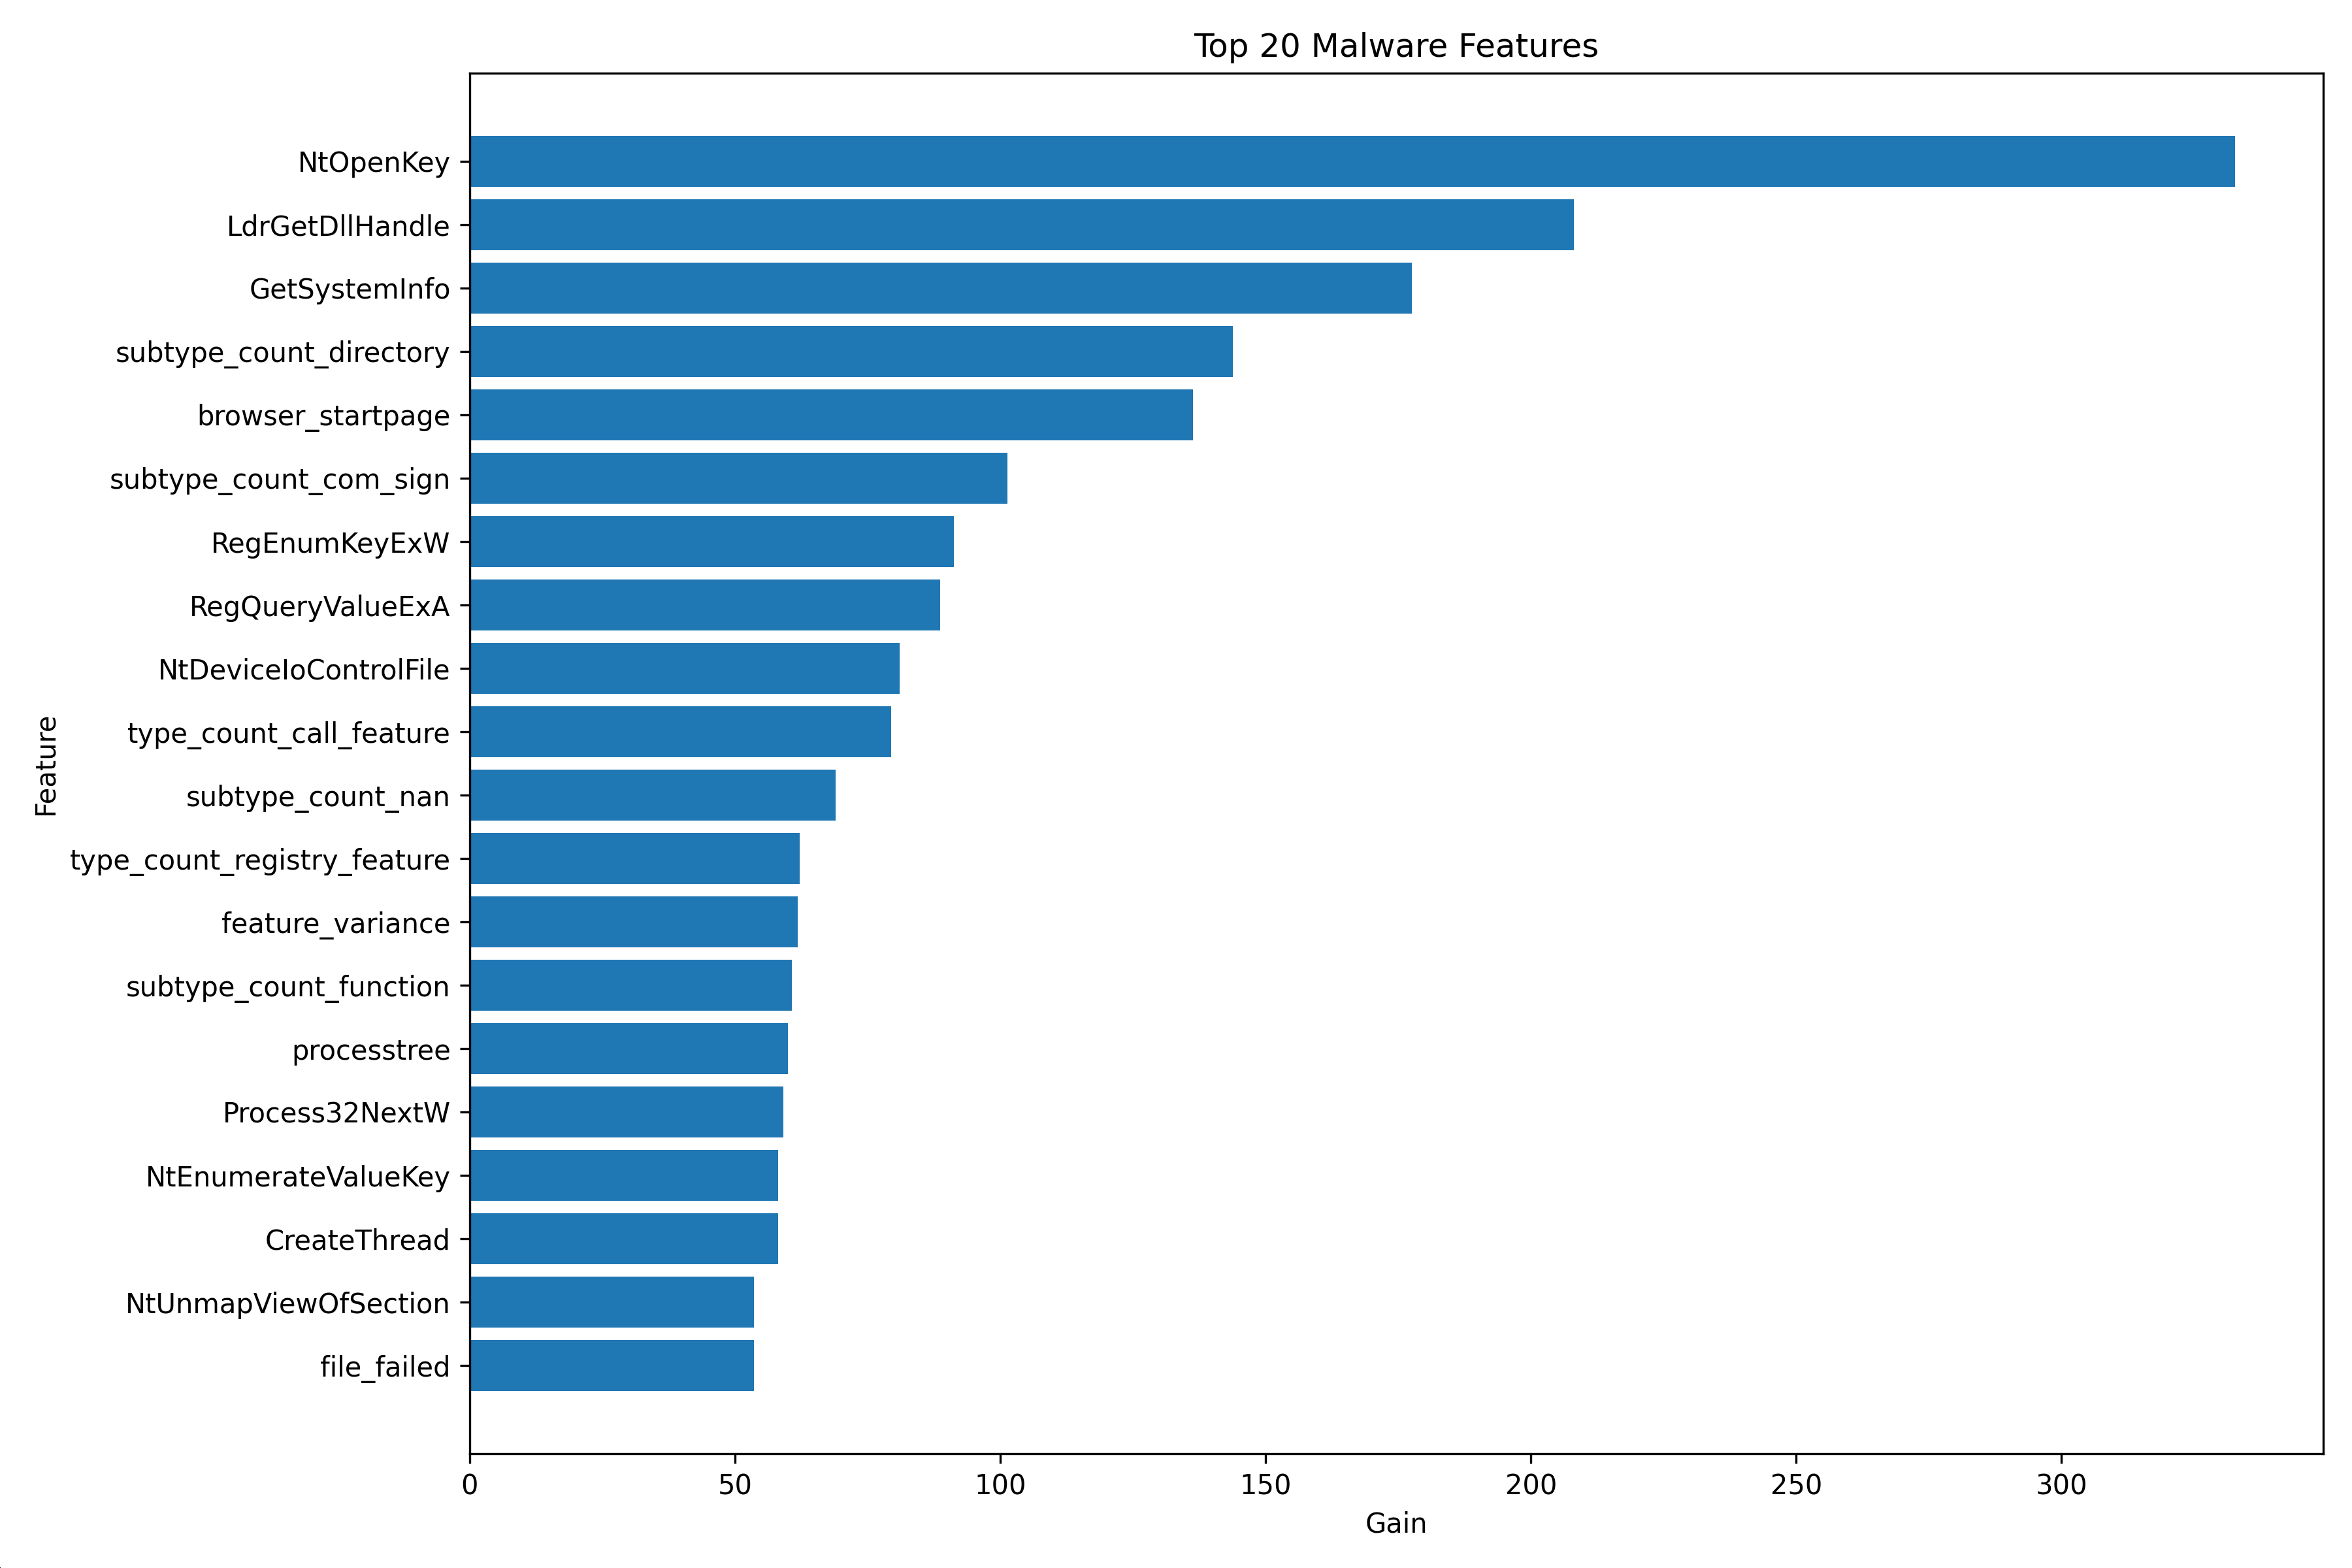 Top 20 Malware Features
NtOpenKey
LdrGetDllHandle
GetSystemInfo
subtype_count_directory
browser_startpage
subtype_count_com_sign
RegEnumKeyExW
RegQueryValueExA
NtDeviceIoControlFile
type_count_call_feature
subtype_count_nan
type_count_registry_feature
feature_variance
subtype_count_function
processtree
Process32NextW
NtEnumerateValueKey
CreateThread
NtUnmapViewOfSection
file_failed
Feature
0 50 100 150 200 250 300
Gain